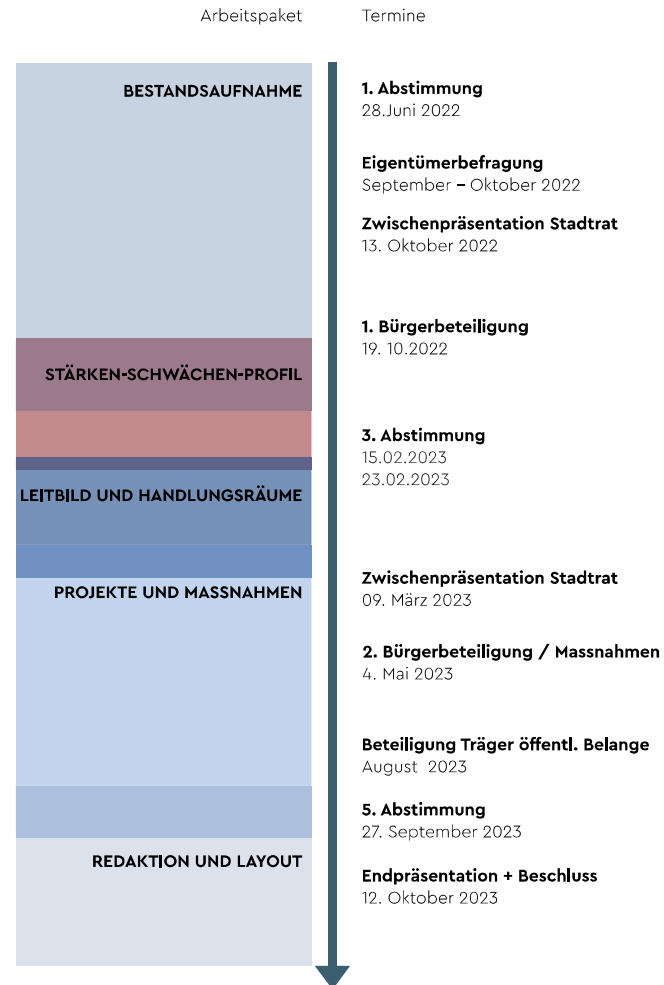 Arbeitspaket
Termine
BESTANDSAUFNAHME
1. Abstimmung
28.Juni 2022
Eigentümerbefragung
September – Oktober 2022
Zwischenpräsentation Stadtrat
13. Oktober 2022
1. Bürgerbeteiligung
19. 10.2022
STÄRKEN-SCHWÄCHEN-PROFIL
3. Abstimmung
15.02.2023
23.02.2023
LEITBILD UND HANDLUNGSRÄUME
Zwischenpräsentation Stadtrat
09. März 2023
PROJEKTE UND MASSNAHMEN
2. Bürgerbeteiligung / Massnahmen
4. Mai 2023
Beteiligung Träger öffentl. Belange
August 2023
5. Abstimmung
27. September 2023
REDAKTION UND LAYOUT
Endpräsentation + Beschluss
12. Oktober 2023